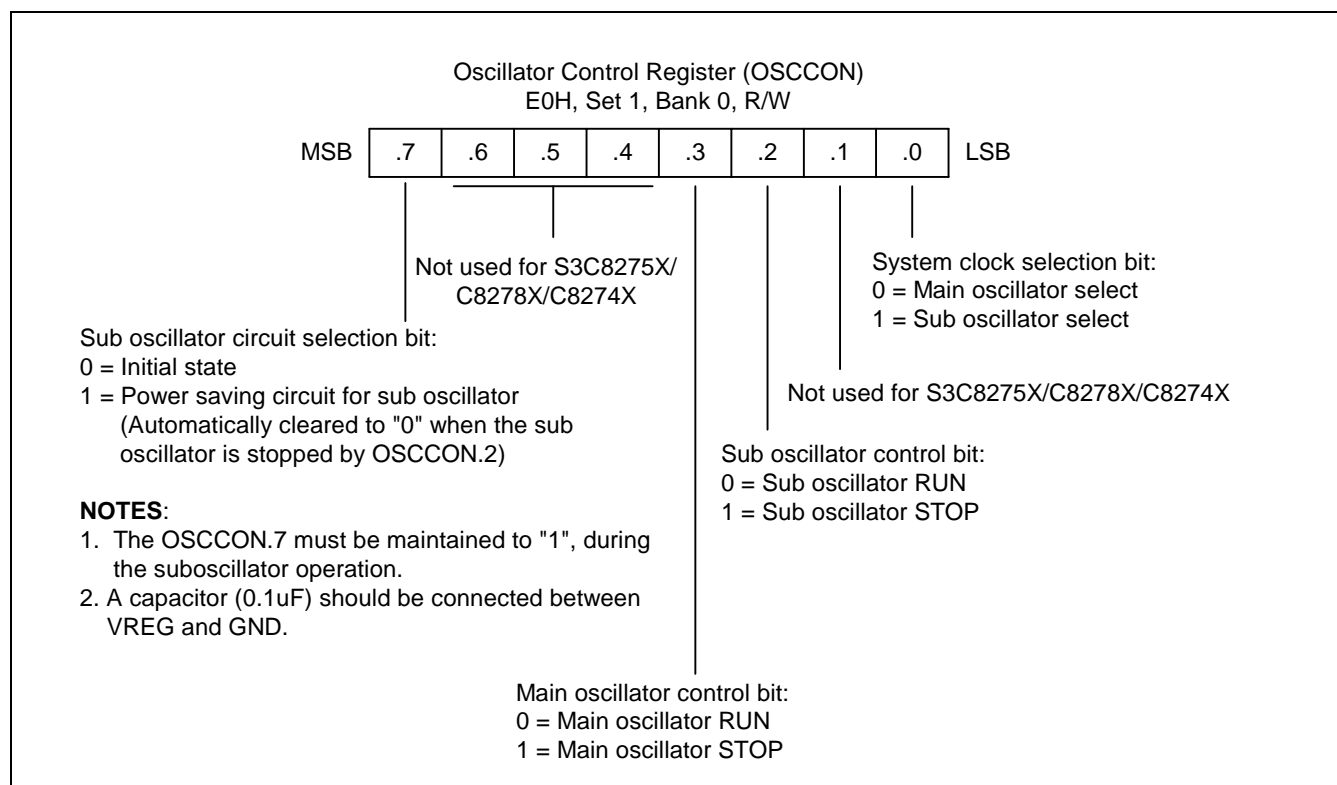 Oscillator Control Register (OSCCON)
E0H, Set 1, Bank 0, R/W
MSB .7 .6 .5 .4 .3 .2 .1 .0 LSB
Not used for S3C8275X/
C8278X/C8274X
System clock selection bit:
0 = Main oscillator select
1 = Sub oscillator select
Sub oscillator circuit selection bit:
0 = Initial state
1 = Power saving circuit for sub oscillator
(Automatically cleared to "0" when the sub
oscillator is stopped by OSCCON.2)
Not used for S3C8275X/C8278X/C8274X
Sub oscillator control bit:
0 = Sub oscillator RUN
1 = Sub oscillator STOP
NOTES:
1. The OSCCON.7 must be maintained to "1", during
the suboscillator operation.
2. A capacitor (0.1uF) should be connected between
VREG and GND.
Main oscillator control bit:
0 = Main oscillator RUN
1 = Main oscillator STOP